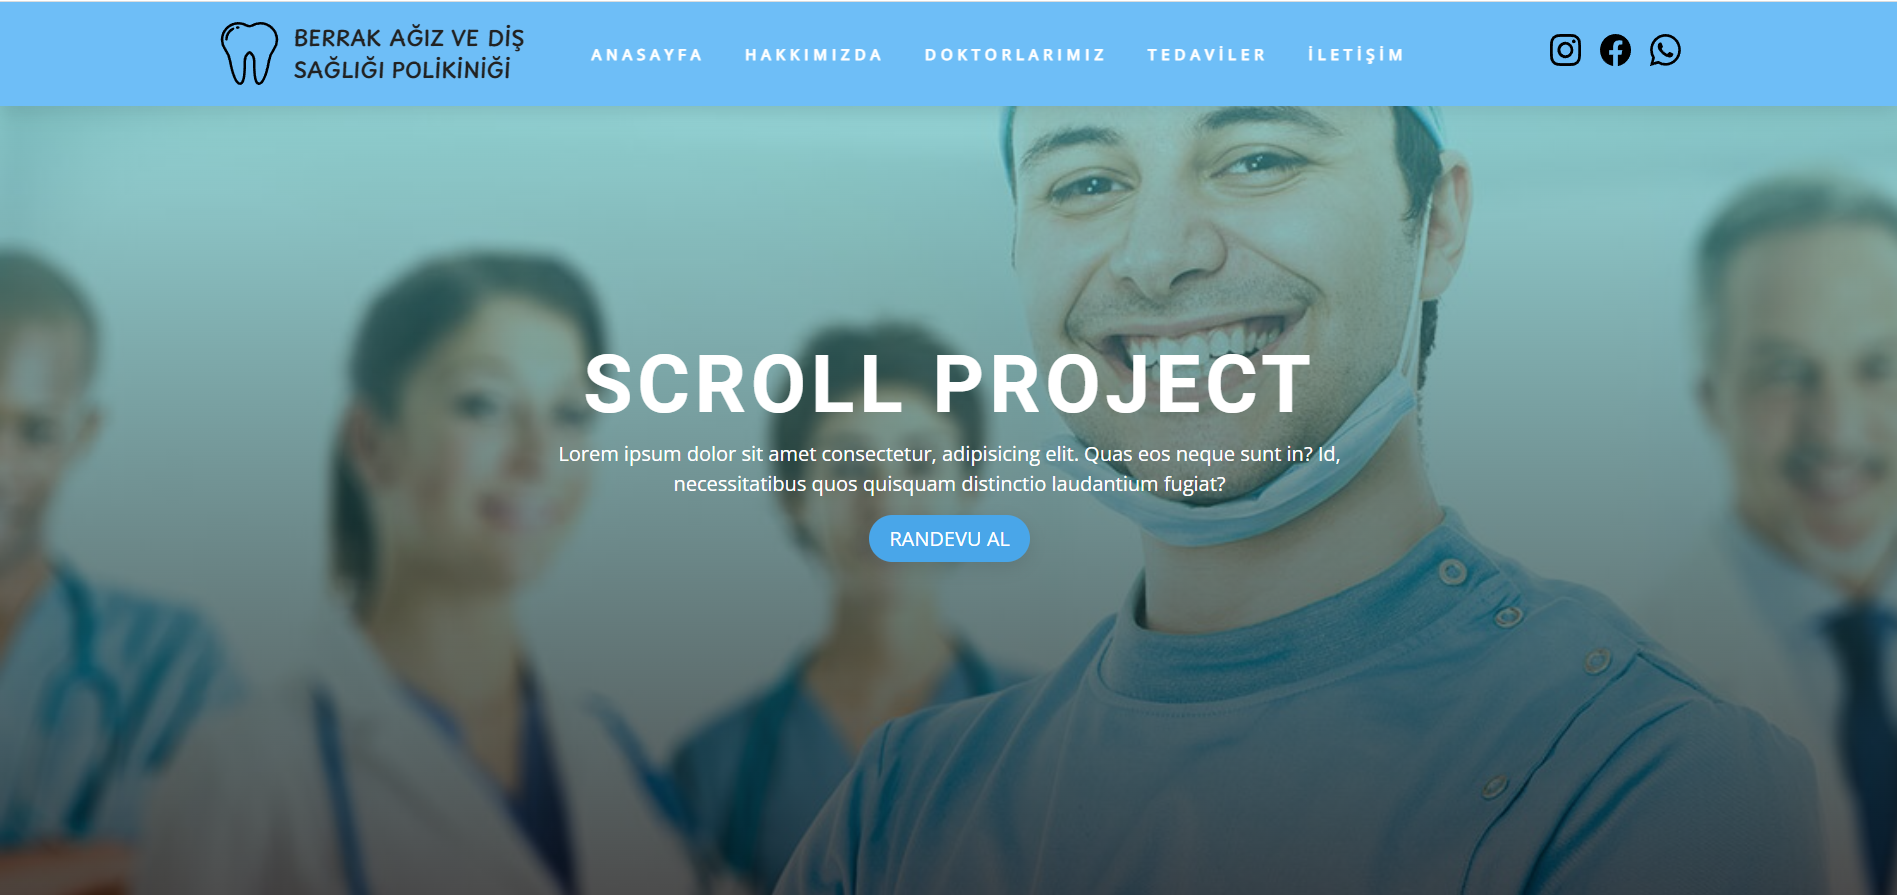 BERRAK AĞIZ VE DİŞ
SAĞLIĞI POLİKİNİĞİ
ANASAYFA HAKKIMIZDA DOKTORLARIMIZ TEDAVİLER İLETİŞİM
SCROLL PROJECT
Lorem ipsum dolor sit amet consectetur, adipisicing elit. Quas eos neque sunt in? Id,
necessitatibus quos quisquam distinctio laudantium fugiat?
RANDEVU AL